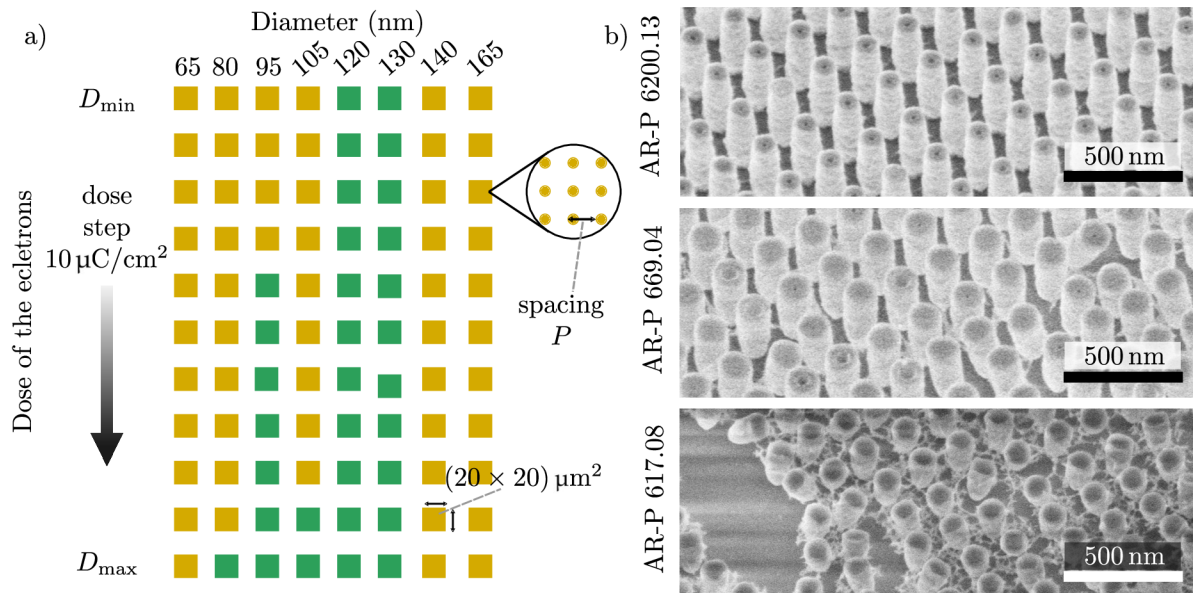 a)
Diameter (nm)
65 80 95 105 120 130 140 165
D_min
dose
step
10 µC/cm²
Dose of the ecletrons
spacing
P
(20 × 20) µm²
D_max
b)
AR-P 6200.13
500 nm
AR-P 669.04
500 nm
AR-P 617.08
500 nm